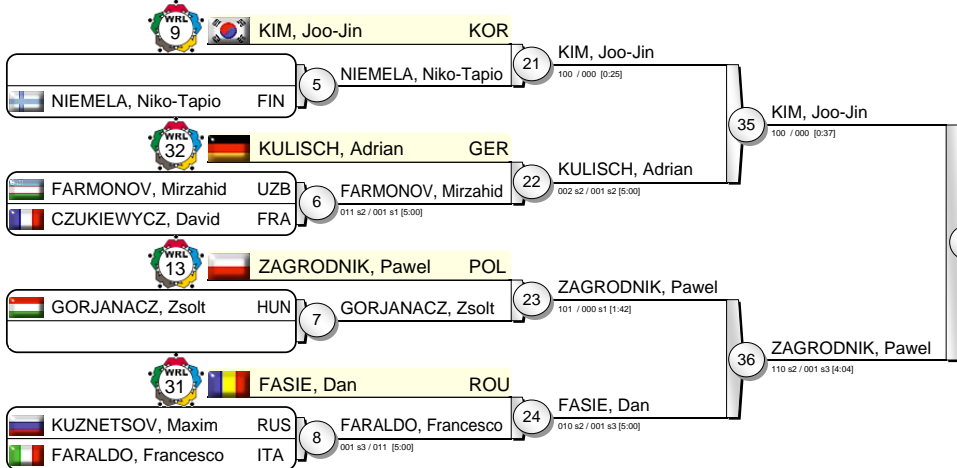 WRL
9
KIM, Joo-Jin KOR
NIEMELA, Niko-Tapio FIN
5
NIEMELA, Niko-Tapio
21
KIM, Joo-Jin
100 / 000 [0:25]
WRL
32
KULISCH, Adrian GER
FARMONOV, Mirzahid UZB
CZUKIEWYCZ, David FRA
6
FARMONOV, Mirzahid
011 s2 / 001 s1 [5:00]
22
KULISCH, Adrian
002 s2 / 001 s2 [5:00]
35
KIM, Joo-Jin
100 / 000 [0:37]
WRL
13
ZAGRODNIK, Pawel POL
GORJANACZ, Zsolt HUN
7
GORJANACZ, Zsolt
23
ZAGRODNIK, Pawel
101 / 000 s1 [1:42]
WRL
31
FASIE, Dan ROU
KUZNETSOV, Maxim RUS
FARALDO, Francesco ITA
8
FARALDO, Francesco
001 s3 / 011 [5:00]
24
FASIE, Dan
010 s2 / 001 s3 [5:00]
36
ZAGRODNIK, Pawel
110 s2 / 001 s3 [4:04]